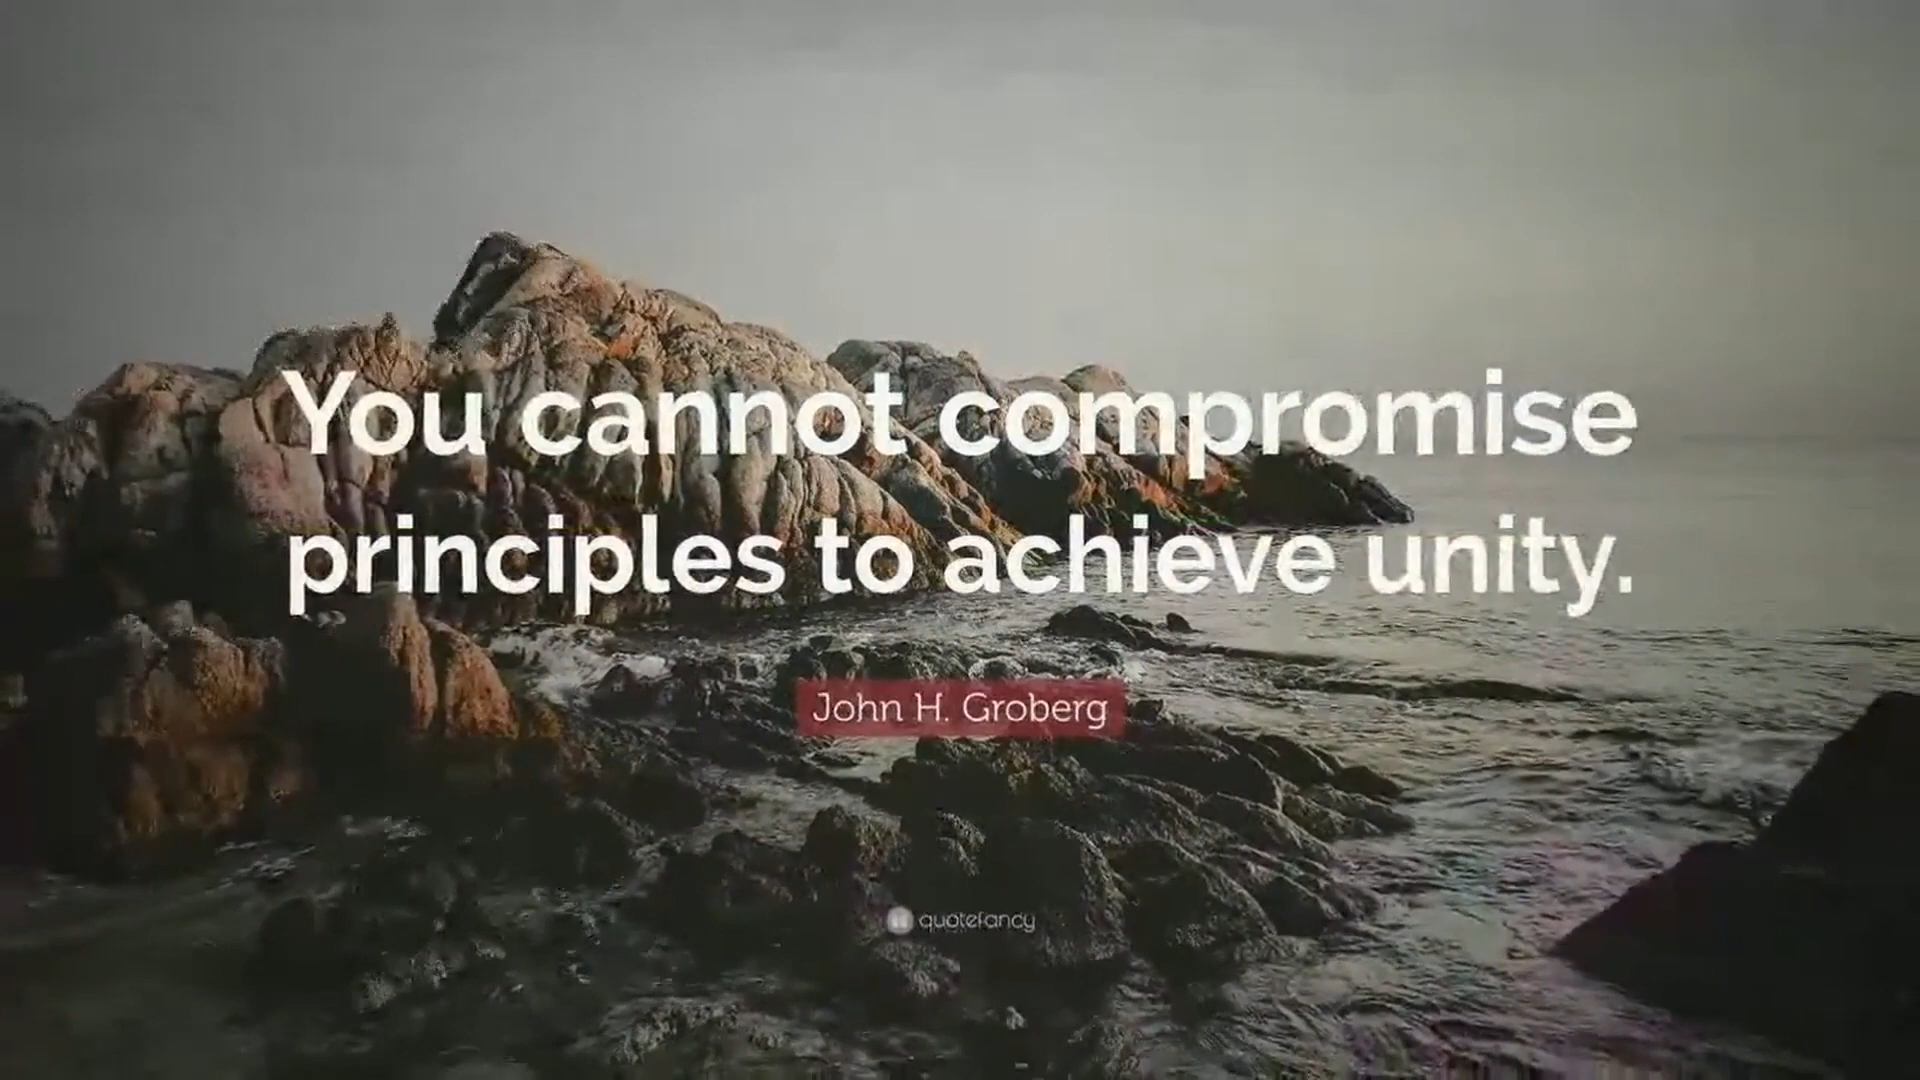 You cannot compromise
principles to achieve unity.
John H. Groberg
quotefancy